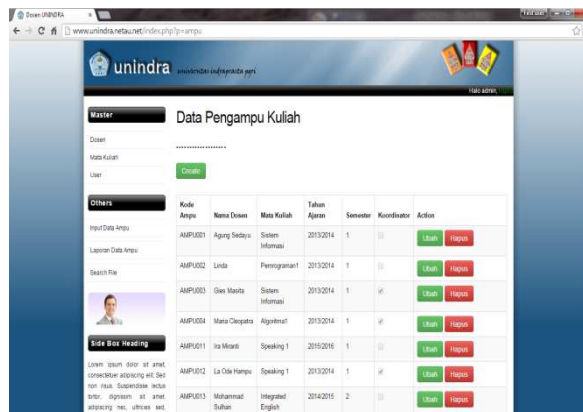 Dosen UNINDRA
www.unindra.netau.net/index.php?p=ampu
unindra universitas indraprasta pgri
Halo admin,
Master
Dosen
Mata Kuliah
User
Others
Input Data Ampu
Laporan Data Ampu
Search File
Side Box Heading
Lorem ipsum dolor sit amet,
consectetuer adipiscing elit. Sed
non risus. Suspendisse lectus
tortor, dignissim sit amet,
adipiscing nec, ultricies sed,
Data Pengampu Kuliah
Create
Kode Ampu Nama Dosen Mata Kuliah Tahun Ajaran Semester Koordinator Action
AMPU001 Agung Sedayu Sistem Informasi 2013/2014 1 Ubah Hapus
AMPU002 Linda Pemrograman1 2013/2014 1 Ubah Hapus
AMPU003 Gies Masita Sistem Informasi 2013/2014 1 Ubah Hapus
AMPU004 Maria Cleopatra Algoritma1 2013/2014 1 Ubah Hapus
AMPU011 Ira Miranti Speaking 1 2015/2016 1 Ubah Hapus
AMPU012 La Ode Hampu Speaking 1 2013/2014 1 Ubah Hapus
AMPU013 Mohammad Sulhan Integrated English 2014/2015 2 Ubah Hapus